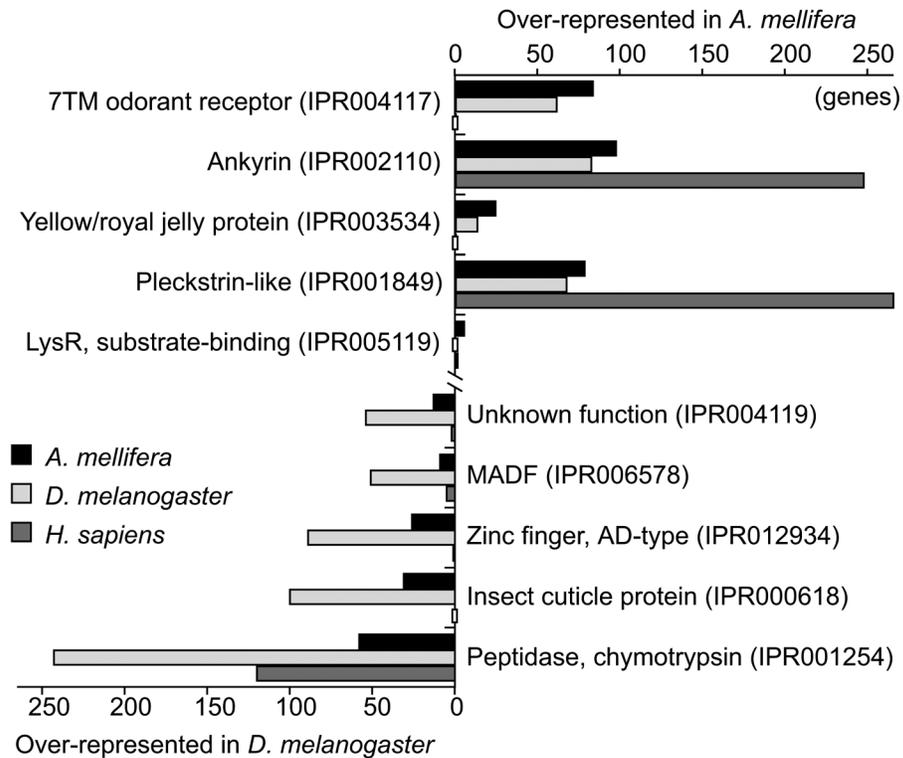 Over-represented in A. mellifera
0 50 100 150 200 250
(genes)
7TM odorant receptor (IPR004117)
Ankyrin (IPR002110)
Yellow/royal jelly protein (IPR003534)
Pleckstrin-like (IPR001849)
LysR, substrate-binding (IPR005119)
Unknown function (IPR004119)
MADF (IPR006578)
Zinc finger, AD-type (IPR012934)
Insect cuticle protein (IPR000618)
Peptidase, chymotrypsin (IPR001254)
A. mellifera
D. melanogaster
H. sapiens
250 200 150 100 50 0
Over-represented in D. melanogaster